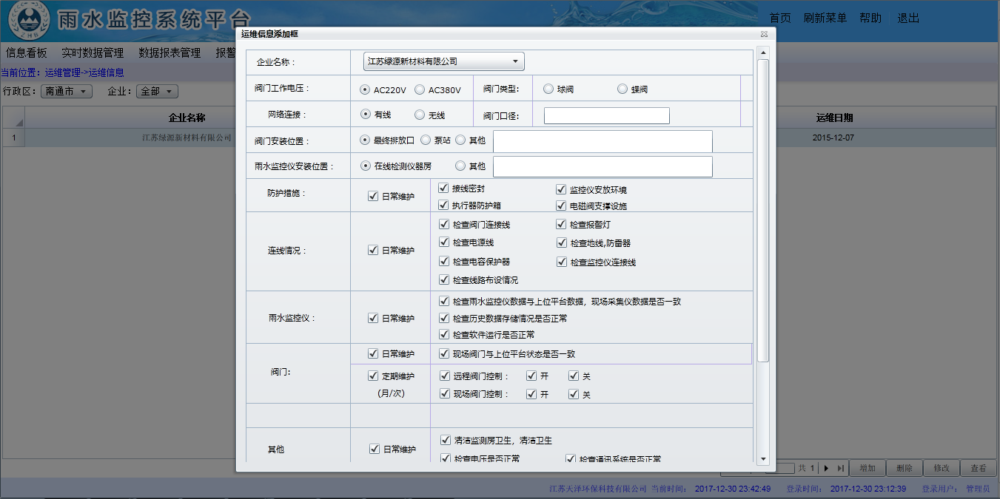 雨水监控系统平台
ZHB
首页 刷新菜单 帮助 退出
信息看板 实时数据管理 数据报表管理 报警
当前位置：运维管理->运维信息
行政区： 南通市 企业： 全部
企业名称 运维日期
1 江苏绿源新材料有限公司 2015-12-07
运维信息添加框
企业名称： 江苏绿源新材料有限公司
阀门工作电压： AC220V AC380V 阀门类型： 球阀 蝶阀
网络连接： 有线 无线 阀门口径：
阀门安装位置： 最终排放口 泵站 其他
雨水监控仪安装位置： 在线检测仪器房 其他
防护措施： 日常维护 接线密封 监控仪安放环境
执行器防护箱 电磁阀支撑设施
连线情况： 日常维护 检查阀门连接线 检查报警灯
检查电源线 检查地线,防雷器
检查电容保护器 检查监控仪连接线
检查线路布设情况
雨水监控仪： 日常维护 检查雨水监控仪数据与上位平台数据，现场采集仪数据是否一致
检查历史数据存储情况是否正常
检查软件运行是否正常
阀门： 日常维护 现场阀门与上位平台状态是否一致
定期维护 (月/次) 远程阀门控制： 开 关
现场阀门控制： 开 关
其他 日常维护 清洁监测房卫生，清洁卫生
检查电压是否正常 检查通讯系统是否正常
共 1 增加 删除 修改 查看
江苏天泽环保科技有限公司 当前时间： 2017-12-30 23:42:49 登录时间： 2017-12-30 23:12:39 登录用户： 管理员